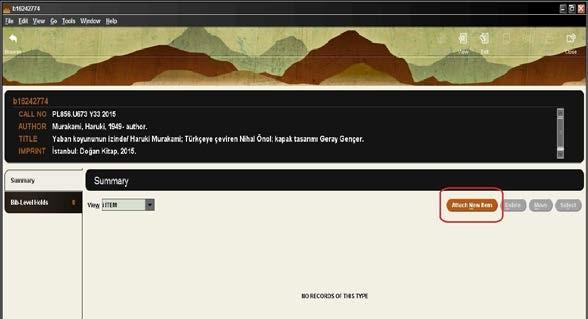 b16242774
File Edit View Go Tools Window Help
Browse View Edit Close
b16242774
CALL NO PL856.U673 Y33 2015
AUTHOR Murakami, Haruki, 1949- author.
TITLE Yaban koyununun izinde/ Haruki Murakami; Türkçeye çeviren Nihal Önol; kapak tasarımı Geray Gençer.
IMPRINT İstanbul: Doğan Kitap, 2015.
Summary
Summary
Bib-Level Holds 0
View ITEM
Attach New Item Delete Move Select
NO RECORDS OF THIS TYPE